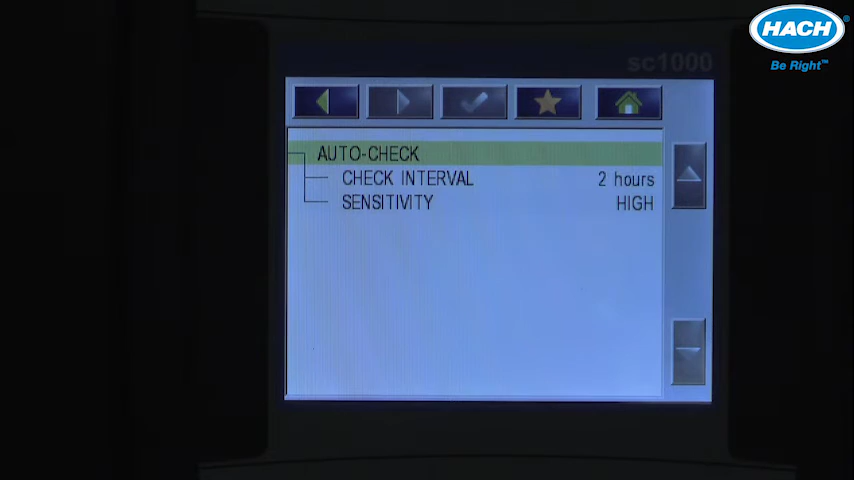 HACH
®
Be Right™
sc1000
AUTO-CHECK
CHECK INTERVAL 2 hours
SENSITIVITY HIGH